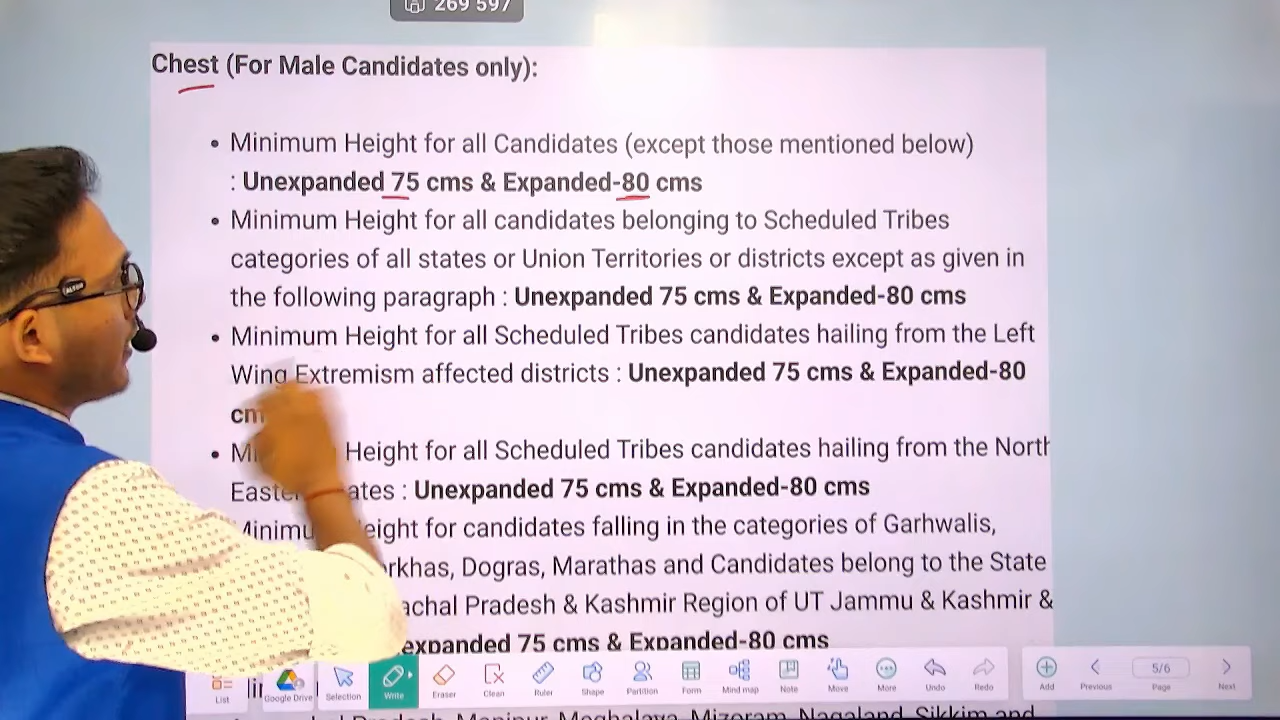 269 597
Chest (For Male Candidates only):
• Minimum Height for all Candidates (except those mentioned below)
: Unexpanded 75 cms & Expanded-80 cms
• Minimum Height for all candidates belonging to Scheduled Tribes
categories of all states or Union Territories or districts except as given in
the following paragraph : Unexpanded 75 cms & Expanded-80 cms
• Minimum Height for all Scheduled Tribes candidates hailing from the Left
Wing Extremism affected districts : Unexpanded 75 cms & Expanded-80
• Height for all Scheduled Tribes candidates hailing from the North
: Unexpanded 75 cms & Expanded-80 cms
for candidates falling in the categories of Garhwalis,
Dogras, Marathas and Candidates belong to the State
Pradesh & Kashmir Region of UT Jammu & Kashmir &
75 cms & Expanded-80 cms
Manipur, Meghalaya, Mizoram, Nagaland, Sikkim and
List
Google Drive
Selection
Write
Eraser
Clean
Ruler
Shape
Partition
Form
Mind map
Note
Move
More
Undo
Redo
Add
Previous
5/6
Page
Next